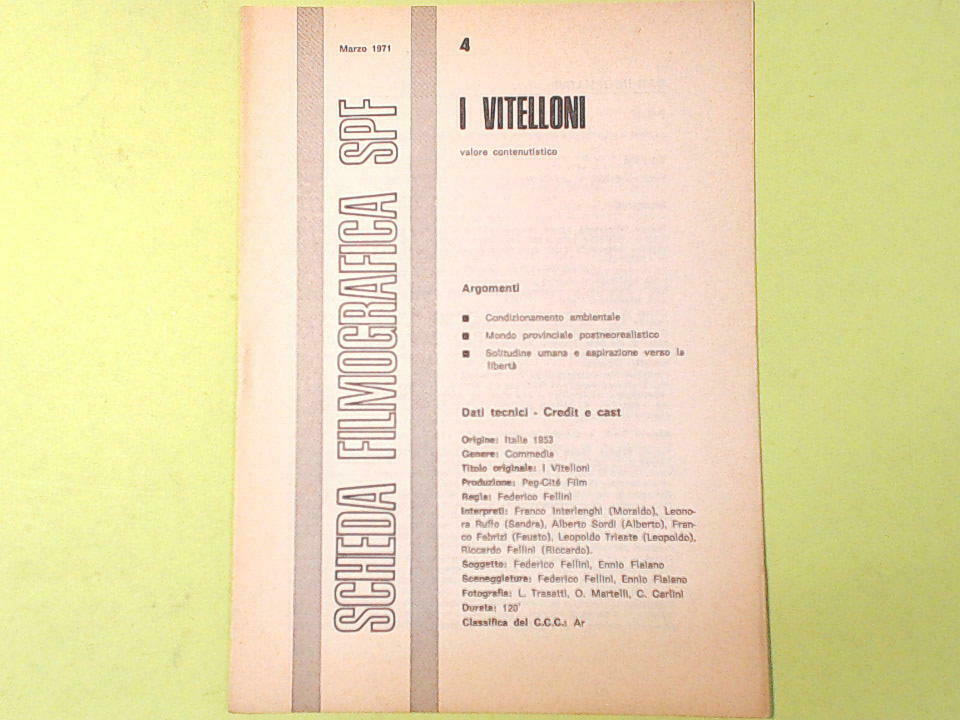 Marzo 1971
SCHEDA FILMOGRAFICA SPF
4
I VITELLONI
valore contenutistico
Argomenti
Condizionamento ambientale
Mondo provinciale postneorealistico
Solitudine umana e aspirazione verso la
libertà
Dati tecnici - Credit e cast
Origine: Italia 1953
Genere: Commedia
Titolo originale: I Vitelloni
Produzione: Peg-Cité Film
Regia: Federico Fellini
Interpreti: Franco Interlenghi (Moraldo), Leono-
ra Ruffo (Sandra), Alberto Sordi (Alberto), Fran-
co Fabrizi (Fausto), Leopoldo Trieste (Leopoldo),
Riccardo Fellini (Riccardo).
Soggetto: Federico Fellini, Ennio Flaiano
Sceneggiatura: Federico Fellini, Ennio Flaiano
Fotografia: L. Trasatti, O. Martelli, C. Carlini
Durata: 120'
Classifica del C.C.C.: Ar